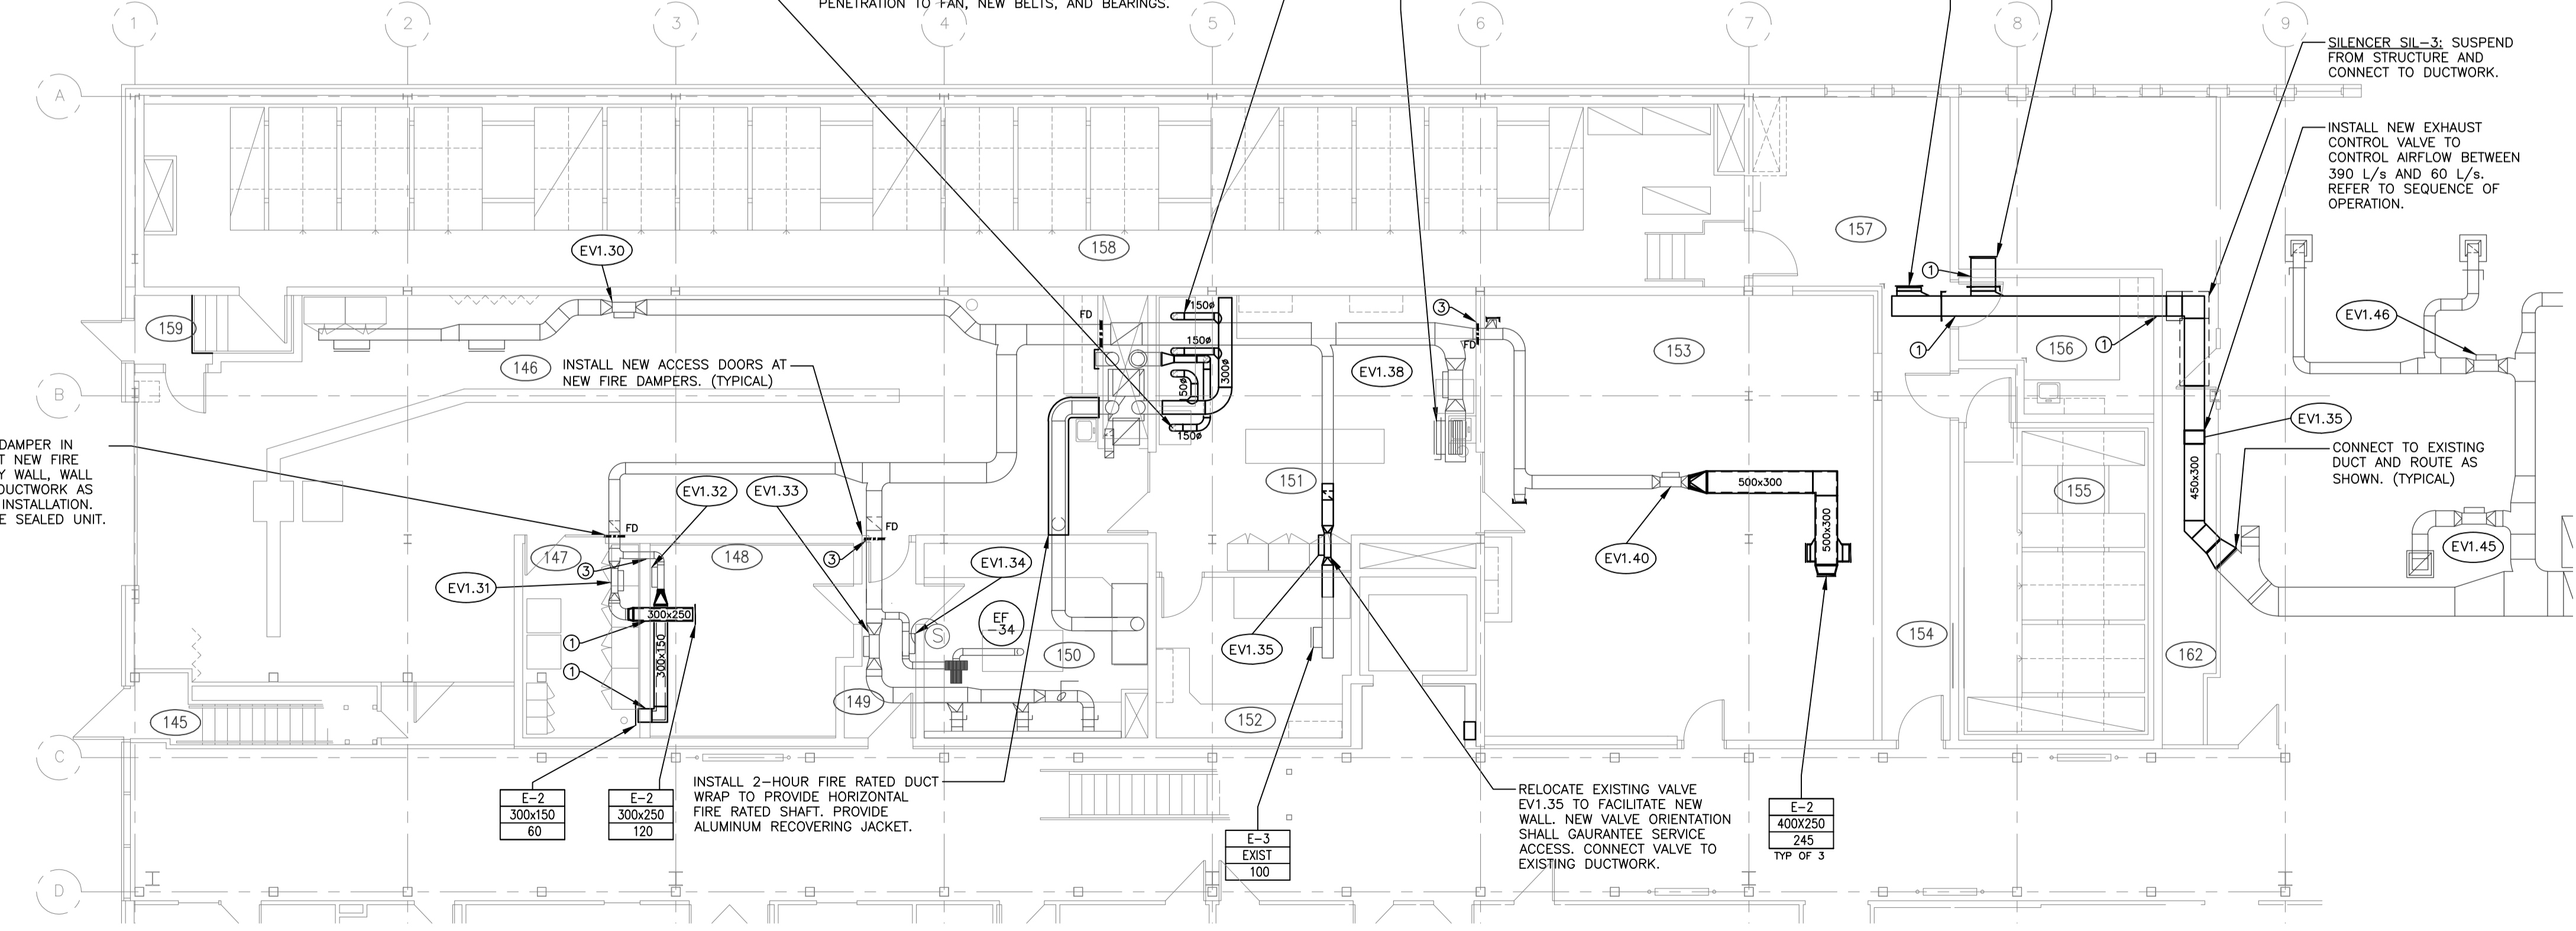 1
2
3
4
5
6
7
8
9
PENETRATION TO FAN, NEW BELTS, AND BEARINGS.
A
B
C
D
SILENCER SIL-3: SUSPEND
FROM STRUCTURE AND
CONNECT TO DUCTWORK.
INSTALL NEW EXHAUST
CONTROL VALVE TO
CONTROL AIRFLOW BETWEEN
390 L/s AND 60 L/s.
REFER TO SEQUENCE OF
OPERATION.
EV1.30
158
157
159
146
INSTALL NEW ACCESS DOORS AT
NEW FIRE DAMPERS. (TYPICAL)
FD
150ø
150ø
150ø
150ø
300ø
3
FD
EV1.38
153
1
1
1
156
EV1.46
EV1.35
CONNECT TO EXISTING
DUCT AND ROUTE AS
SHOWN. (TYPICAL)
450x300
155
EV1.45
DAMPER IN
T NEW FIRE
Y WALL, WALL
DUCTWORK AS
INSTALLATION.
E SEALED UNIT.
FD
EV1.32
EV1.33
FD
3
147
148
3
EV1.31
300x250
1
300x150
1
EV1.34
S
EF
-34
150
149
151
EV1.35
152
500x300
500x300
EV1.40
154
162
145
E-2
300x150
60
E-2
300x250
120
INSTALL 2-HOUR FIRE RATED DUCT
WRAP TO PROVIDE HORIZONTAL
FIRE RATED SHAFT. PROVIDE
ALUMINUM RECOVERING JACKET.
E-3
EXIST
100
RELOCATE EXISTING VALVE
EV1.35 TO FACILITATE NEW
WALL. NEW VALVE ORIENTATION
SHALL GAURANTEE SERVICE
ACCESS. CONNECT VALVE TO
EXISTING DUCTWORK.
E-2
400X250
245
TYP OF 3